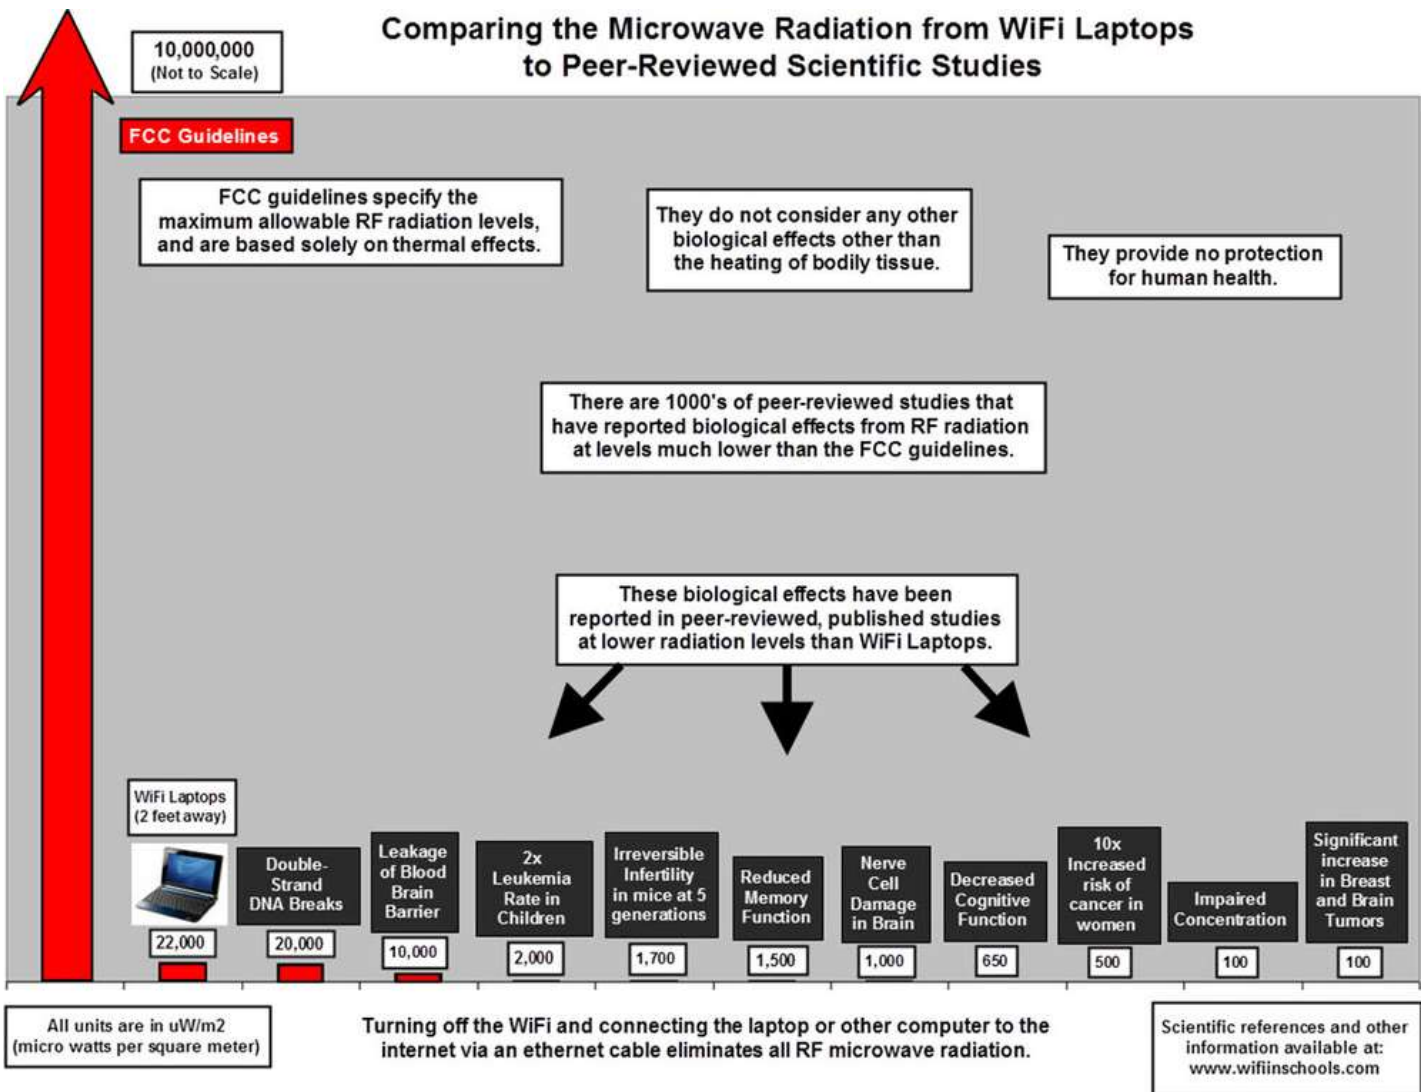 Comparing the Microwave Radiation from WiFi Laptops
to Peer-Reviewed Scientific Studies
10,000,000
(Not to Scale)
FCC Guidelines
FCC guidelines specify the
maximum allowable RF radiation levels,
and are based solely on thermal effects.
They do not consider any other
biological effects other than
the heating of bodily tissue.
They provide no protection
for human health.
There are 1000's of peer-reviewed studies that
have reported biological effects from RF radiation
at levels much lower than the FCC guidelines.
These biological effects have been
reported in peer-reviewed, published studies
at lower radiation levels than WiFi Laptops.
WiFi Laptops
(2 feet away)
22,000
Double-
Strand
DNA Breaks
20,000
Leakage
of Blood
Brain
Barrier
10,000
2x
Leukemia
Rate in
Children
2,000
Irreversible
Infertility
in mice at 5
generations
1,700
Reduced
Memory
Function
1,500
Nerve
Cell
Damage
in Brain
1,000
Decreased
Cognitive
Function
650
10x
Increased
risk of
cancer in
women
500
Impaired
Concentration
100
Significant
increase
in Breast
and Brain
Tumors
100
All units are in uW/m2
(micro watts per square meter)
Turning off the WiFi and connecting the laptop or other computer to the
internet via an ethernet cable eliminates all RF microwave radiation.
Scientific references and other
information available at:
www.wifiinschools.com